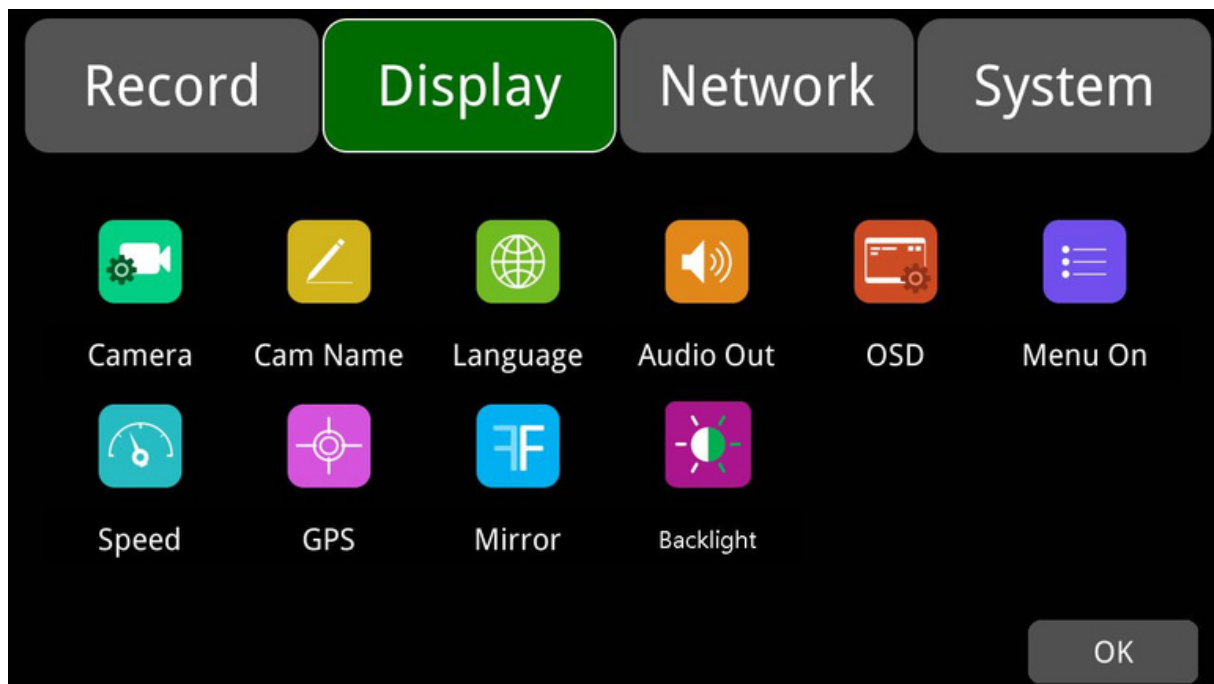 Record Display Network System
Camera Cam Name Language Audio Out OSD Menu On
Speed GPS Mirror Backlight
OK